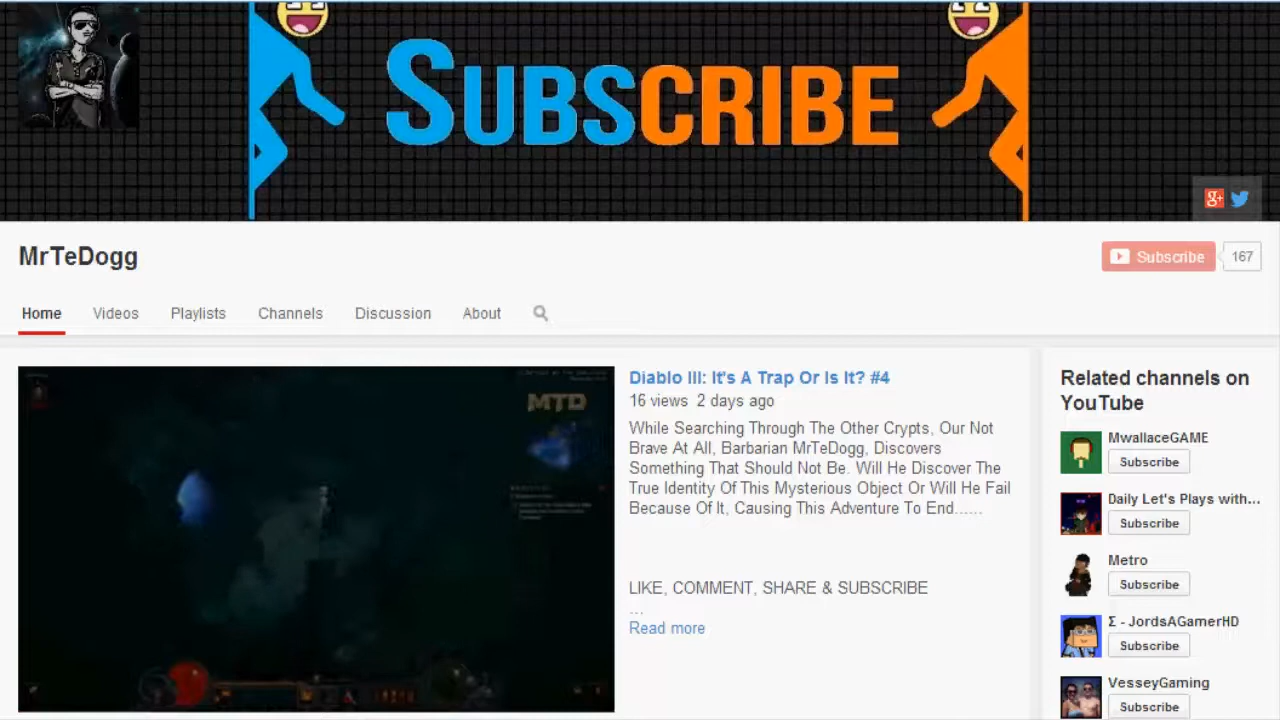 SUBSCRIBE
MrTeDogg
Subscribe
167
Home
Videos
Playlists
Channels
Discussion
About
MTD
Diablo III: It's A Trap Or Is It? #4
16 views 2 days ago
While Searching Through The Other Crypts, Our Not
Brave At All, Barbarian MrTeDogg, Discovers
Something That Should Not Be. Will He Discover The
True Identity Of This Mysterious Object Or Will He Fail
Because Of It, Causing This Adventure To End......
LIKE, COMMENT, SHARE & SUBSCRIBE
...
Read more
Related channels on
YouTube
MwallaceGAME
Subscribe
Daily Let's Plays with...
Subscribe
Metro
Subscribe
Σ - JordsAGamerHD
Subscribe
VesseyGaming
Subscribe